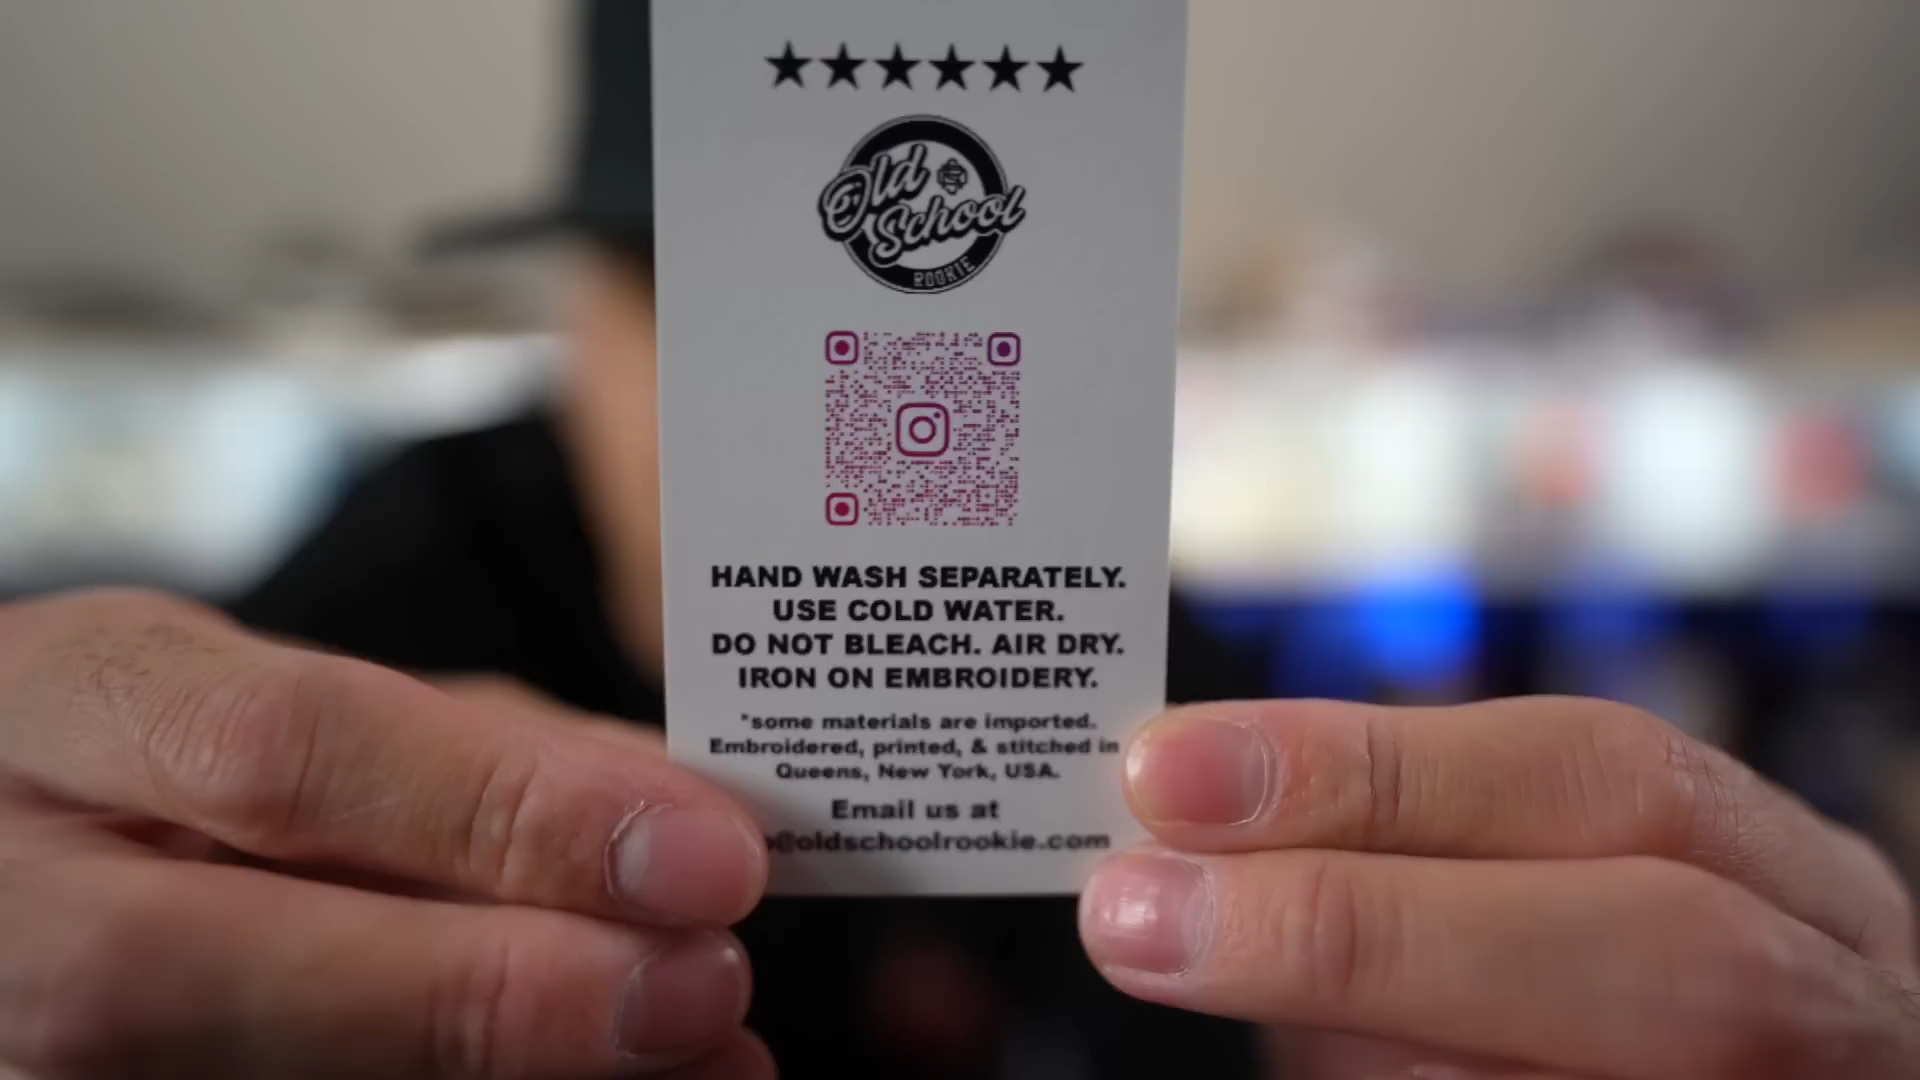 ★★★★★★
Old
School
ROOKIE
HAND WASH SEPARATELY.
USE COLD WATER.
DO NOT BLEACH. AIR DRY.
IRON ON EMBROIDERY.
*some materials are imported.
Embroidered, printed, & stitched in
Queens, New York, USA.
Email us at
@oldschoolrookie.com